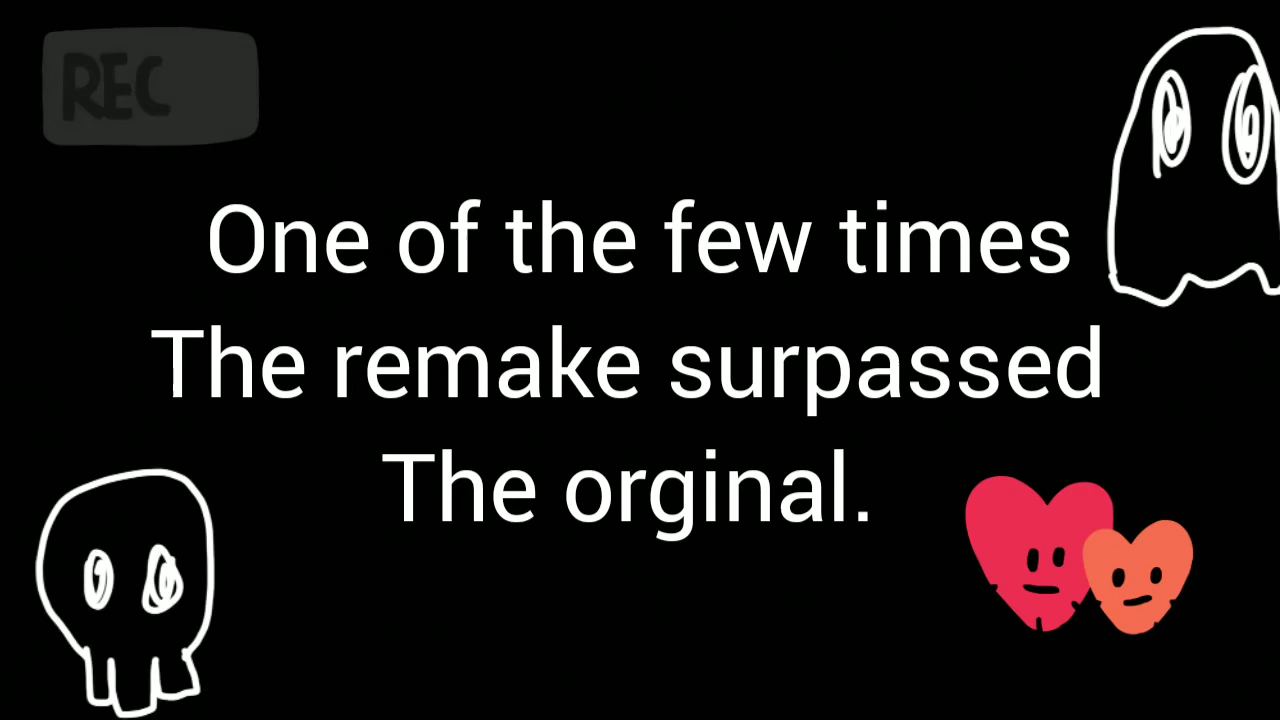 REC
One of the few times
The remake surpassed
The orginal.